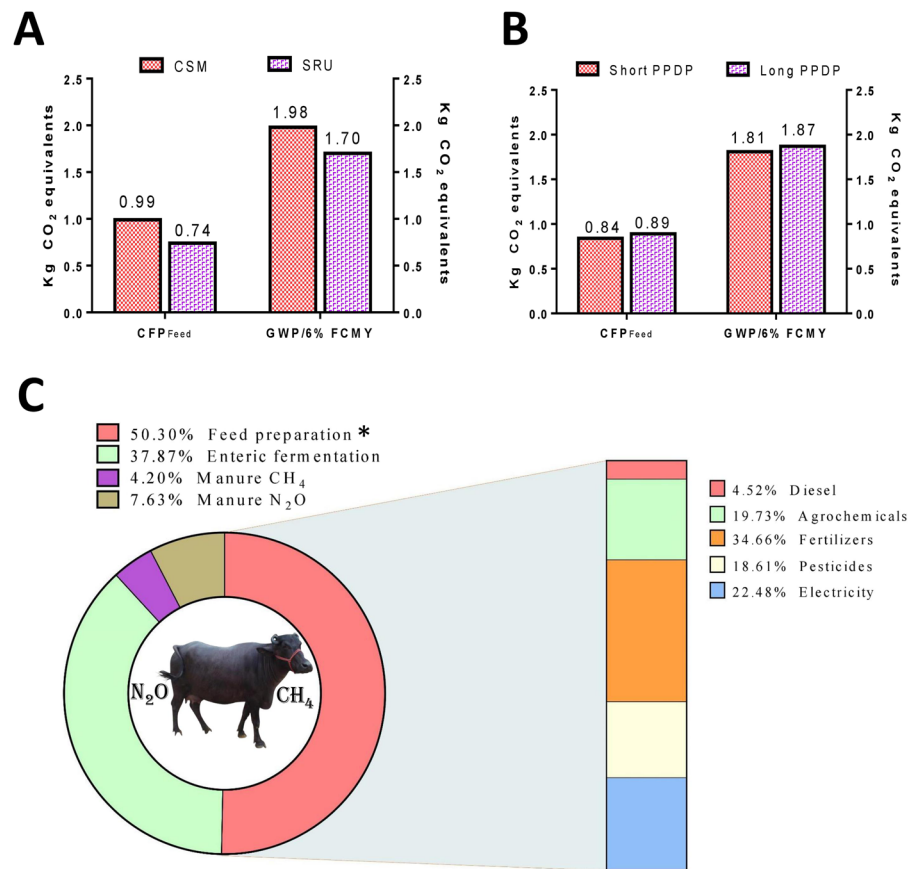 A
CSM
SRU
Kg CO₂ equivalents
2.5
2.0
1.5
1.0
0.5
0.0
0.99
0.74
1.98
1.70
2.5
2.0
1.5
1.0
0.5
0.0
Kg CO₂ equivalents
CFPFeed
GWP/6% FCMY
B
Short PPDP
Long PPDP
Kg CO₂ equivalents
2.5
2.0
1.5
1.0
0.5
0.0
0.84
0.89
1.81
1.87
2.5
2.0
1.5
1.0
0.5
0.0
Kg CO₂ equivalents
CFPFeed
GWP/6% FCMY
C
50.30% Feed preparation *
37.87% Enteric fermentation
4.20% Manure CH₄
7.63% Manure N₂O
N₂O
CH₄
4.52% Diesel
19.73% Agrochemicals
34.66% Fertilizers
18.61% Pesticides
22.48% Electricity